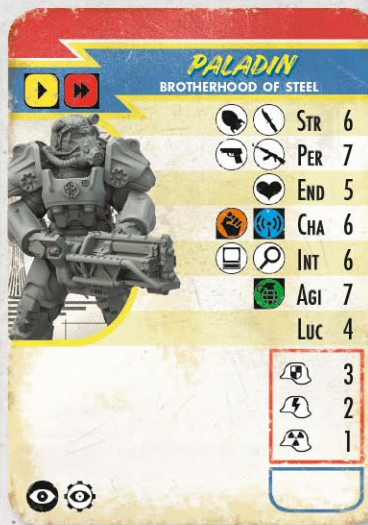 PALADIN
BROTHERHOOD OF STEEL
STR 6
PER 7
END 5
CHA 6
INT 6
AGI 7
LUC 4
3
2
1